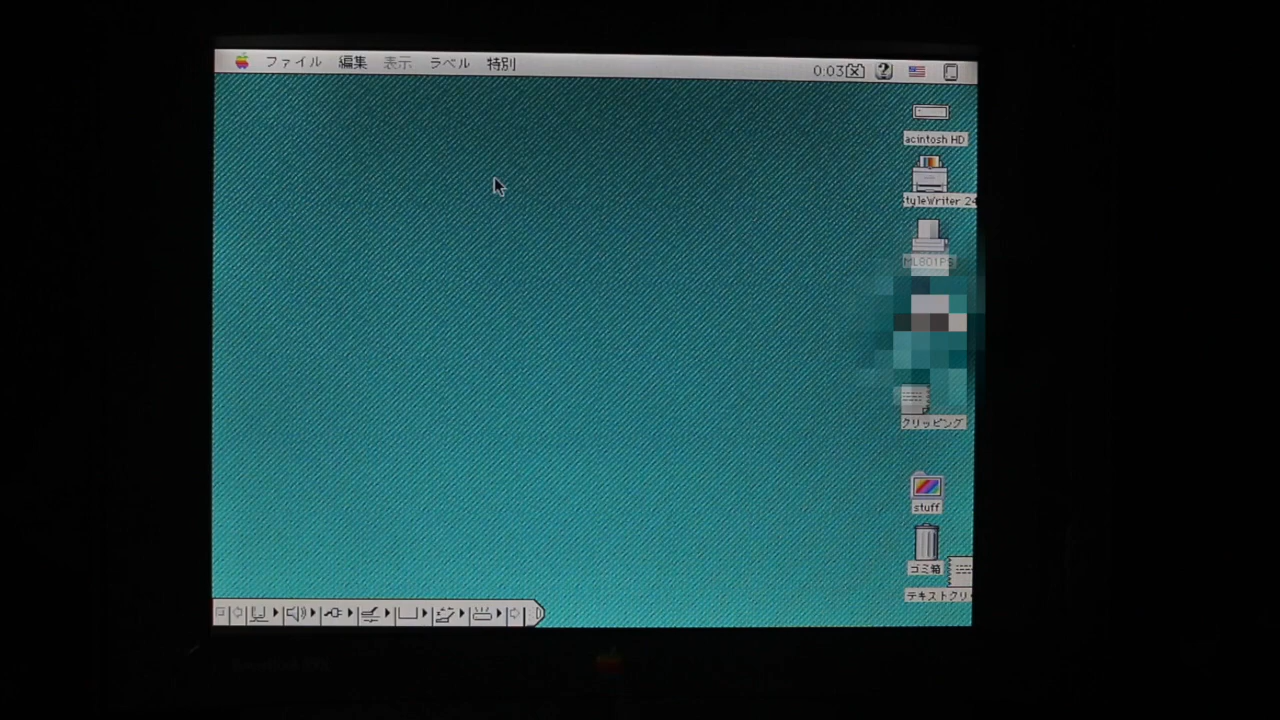 ファイル 編集 表示 ラベル 特別 0:03
acintosh HD
tyleWriter 24
ML801PS
クリッピング
stuff
ゴミ箱
テキストクリ